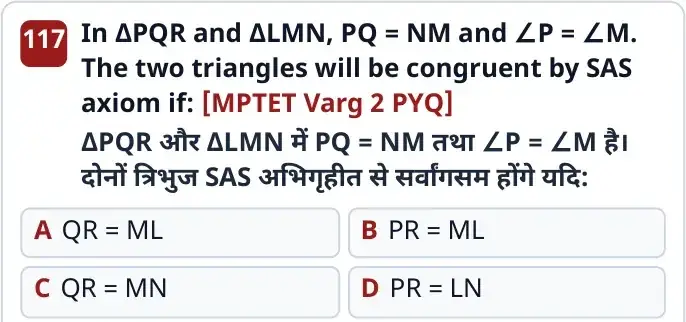 117 In ΔPQR and ΔLMN, PQ = NM and ∠P = ∠M.
The two triangles will be congruent by SAS
axiom if: [MPTET Varg 2 PYQ]
ΔPQR और ΔLMN में PQ = NM तथा ∠P = ∠M है।
दोनों त्रिभुज SAS अभिगृहीत से सर्वांगसम होंगे यदि:
A QR = ML
B PR = ML
C QR = MN
D PR = LN